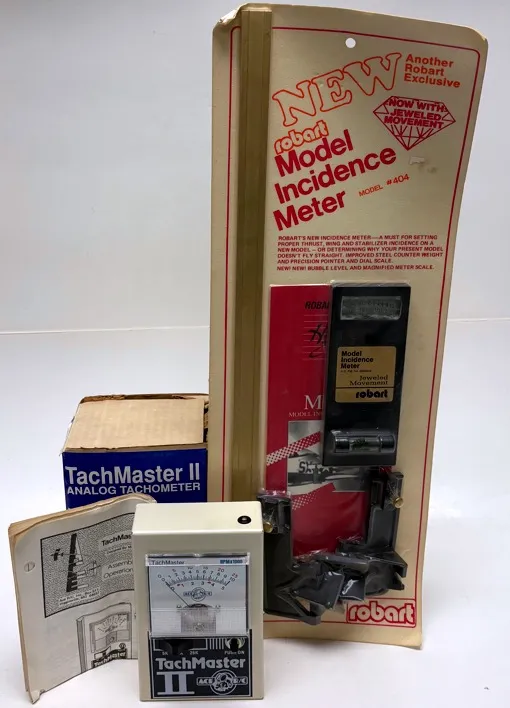 NEW
Another
Robart
Exclusive
NOW WITH
JEWELED
MOVEMENT
robart
Model
Incidence
Meter
MODEL #404
ROBART'S NEW INCIDENCE METER—A MUST FOR SETTING
PROPER THRUST, WING AND STABILIZER INCIDENCE ON A
NEW MODEL – OR DETERMINING WHY YOUR PRESENT MODEL
DOESN'T FLY STRAIGHT. IMPROVED STEEL COUNTER WEIGHT
AND PRECISION POINTER AND DIAL SCALE.
NEW! NEW! BUBBLE LEVEL AND MAGNIFIED METER SCALE.
Model
Incidence
Meter
Jeweled
Movement
robart
robart
TachMaster II
ANALOG TACHOMETER
TachMaster
TachMaster
TachMaster
TachMaster
II
ACE R/C